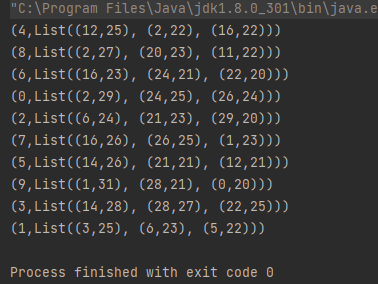 "C:\Program Files\Java\jdk1.8.0_301\bin\java.e
(4,List((12,25), (2,22), (16,22)))
(8,List((2,27), (20,23), (11,22)))
(6,List((16,23), (24,21), (22,20)))
(0,List((2,29), (24,25), (26,24)))
(2,List((6,24), (21,23), (29,20)))
(7,List((16,26), (26,25), (1,23)))
(5,List((14,26), (21,21), (12,21)))
(9,List((1,31), (28,21), (0,20)))
(3,List((14,28), (28,27), (22,25)))
(1,List((3,25), (6,23), (5,22)))
Process finished with exit code 0